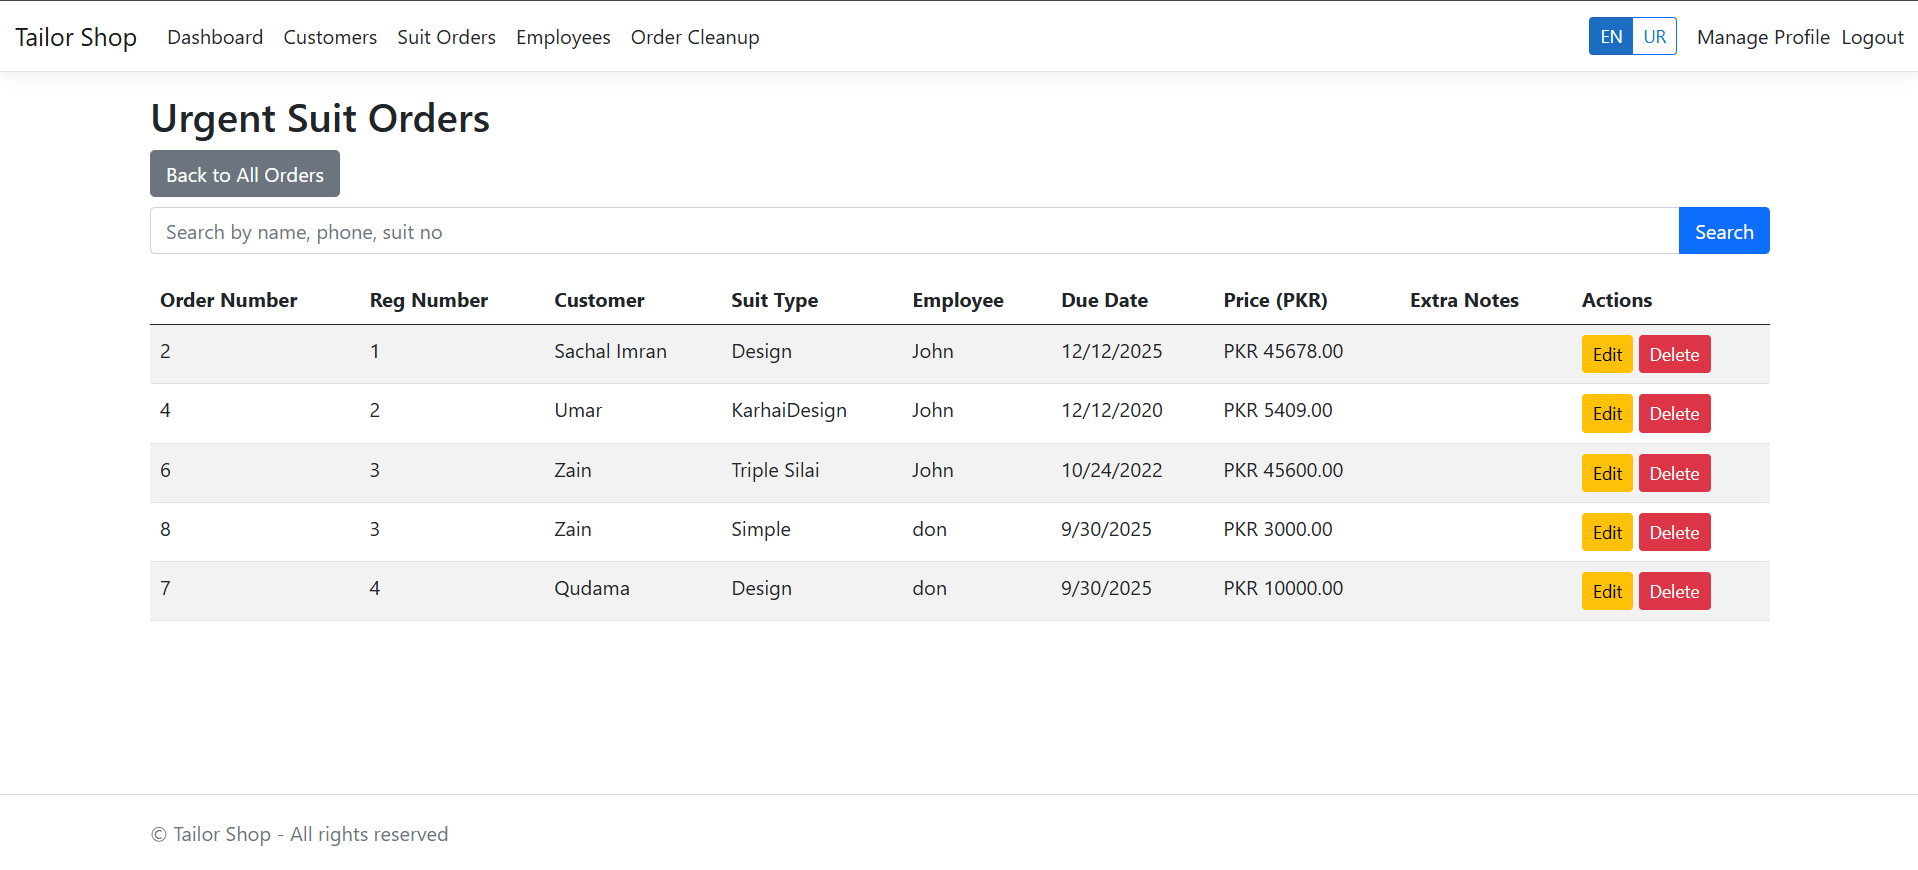 Tailor Shop Dashboard Customers Suit Orders Employees Order Cleanup EN UR Manage Profile Logout
Urgent Suit Orders
Back to All Orders
Search by name, phone, suit no Search
Order Number Reg Number Customer Suit Type Employee Due Date Price (PKR) Extra Notes Actions
2 1 Sachal Imran Design John 12/12/2025 PKR 45678.00 Edit Delete
4 2 Umar KarhaiDesign John 12/12/2020 PKR 5409.00 Edit Delete
6 3 Zain Triple Silai John 10/24/2022 PKR 45600.00 Edit Delete
8 3 Zain Simple don 9/30/2025 PKR 3000.00 Edit Delete
7 4 Qudama Design don 9/30/2025 PKR 10000.00 Edit Delete
© Tailor Shop - All rights reserved